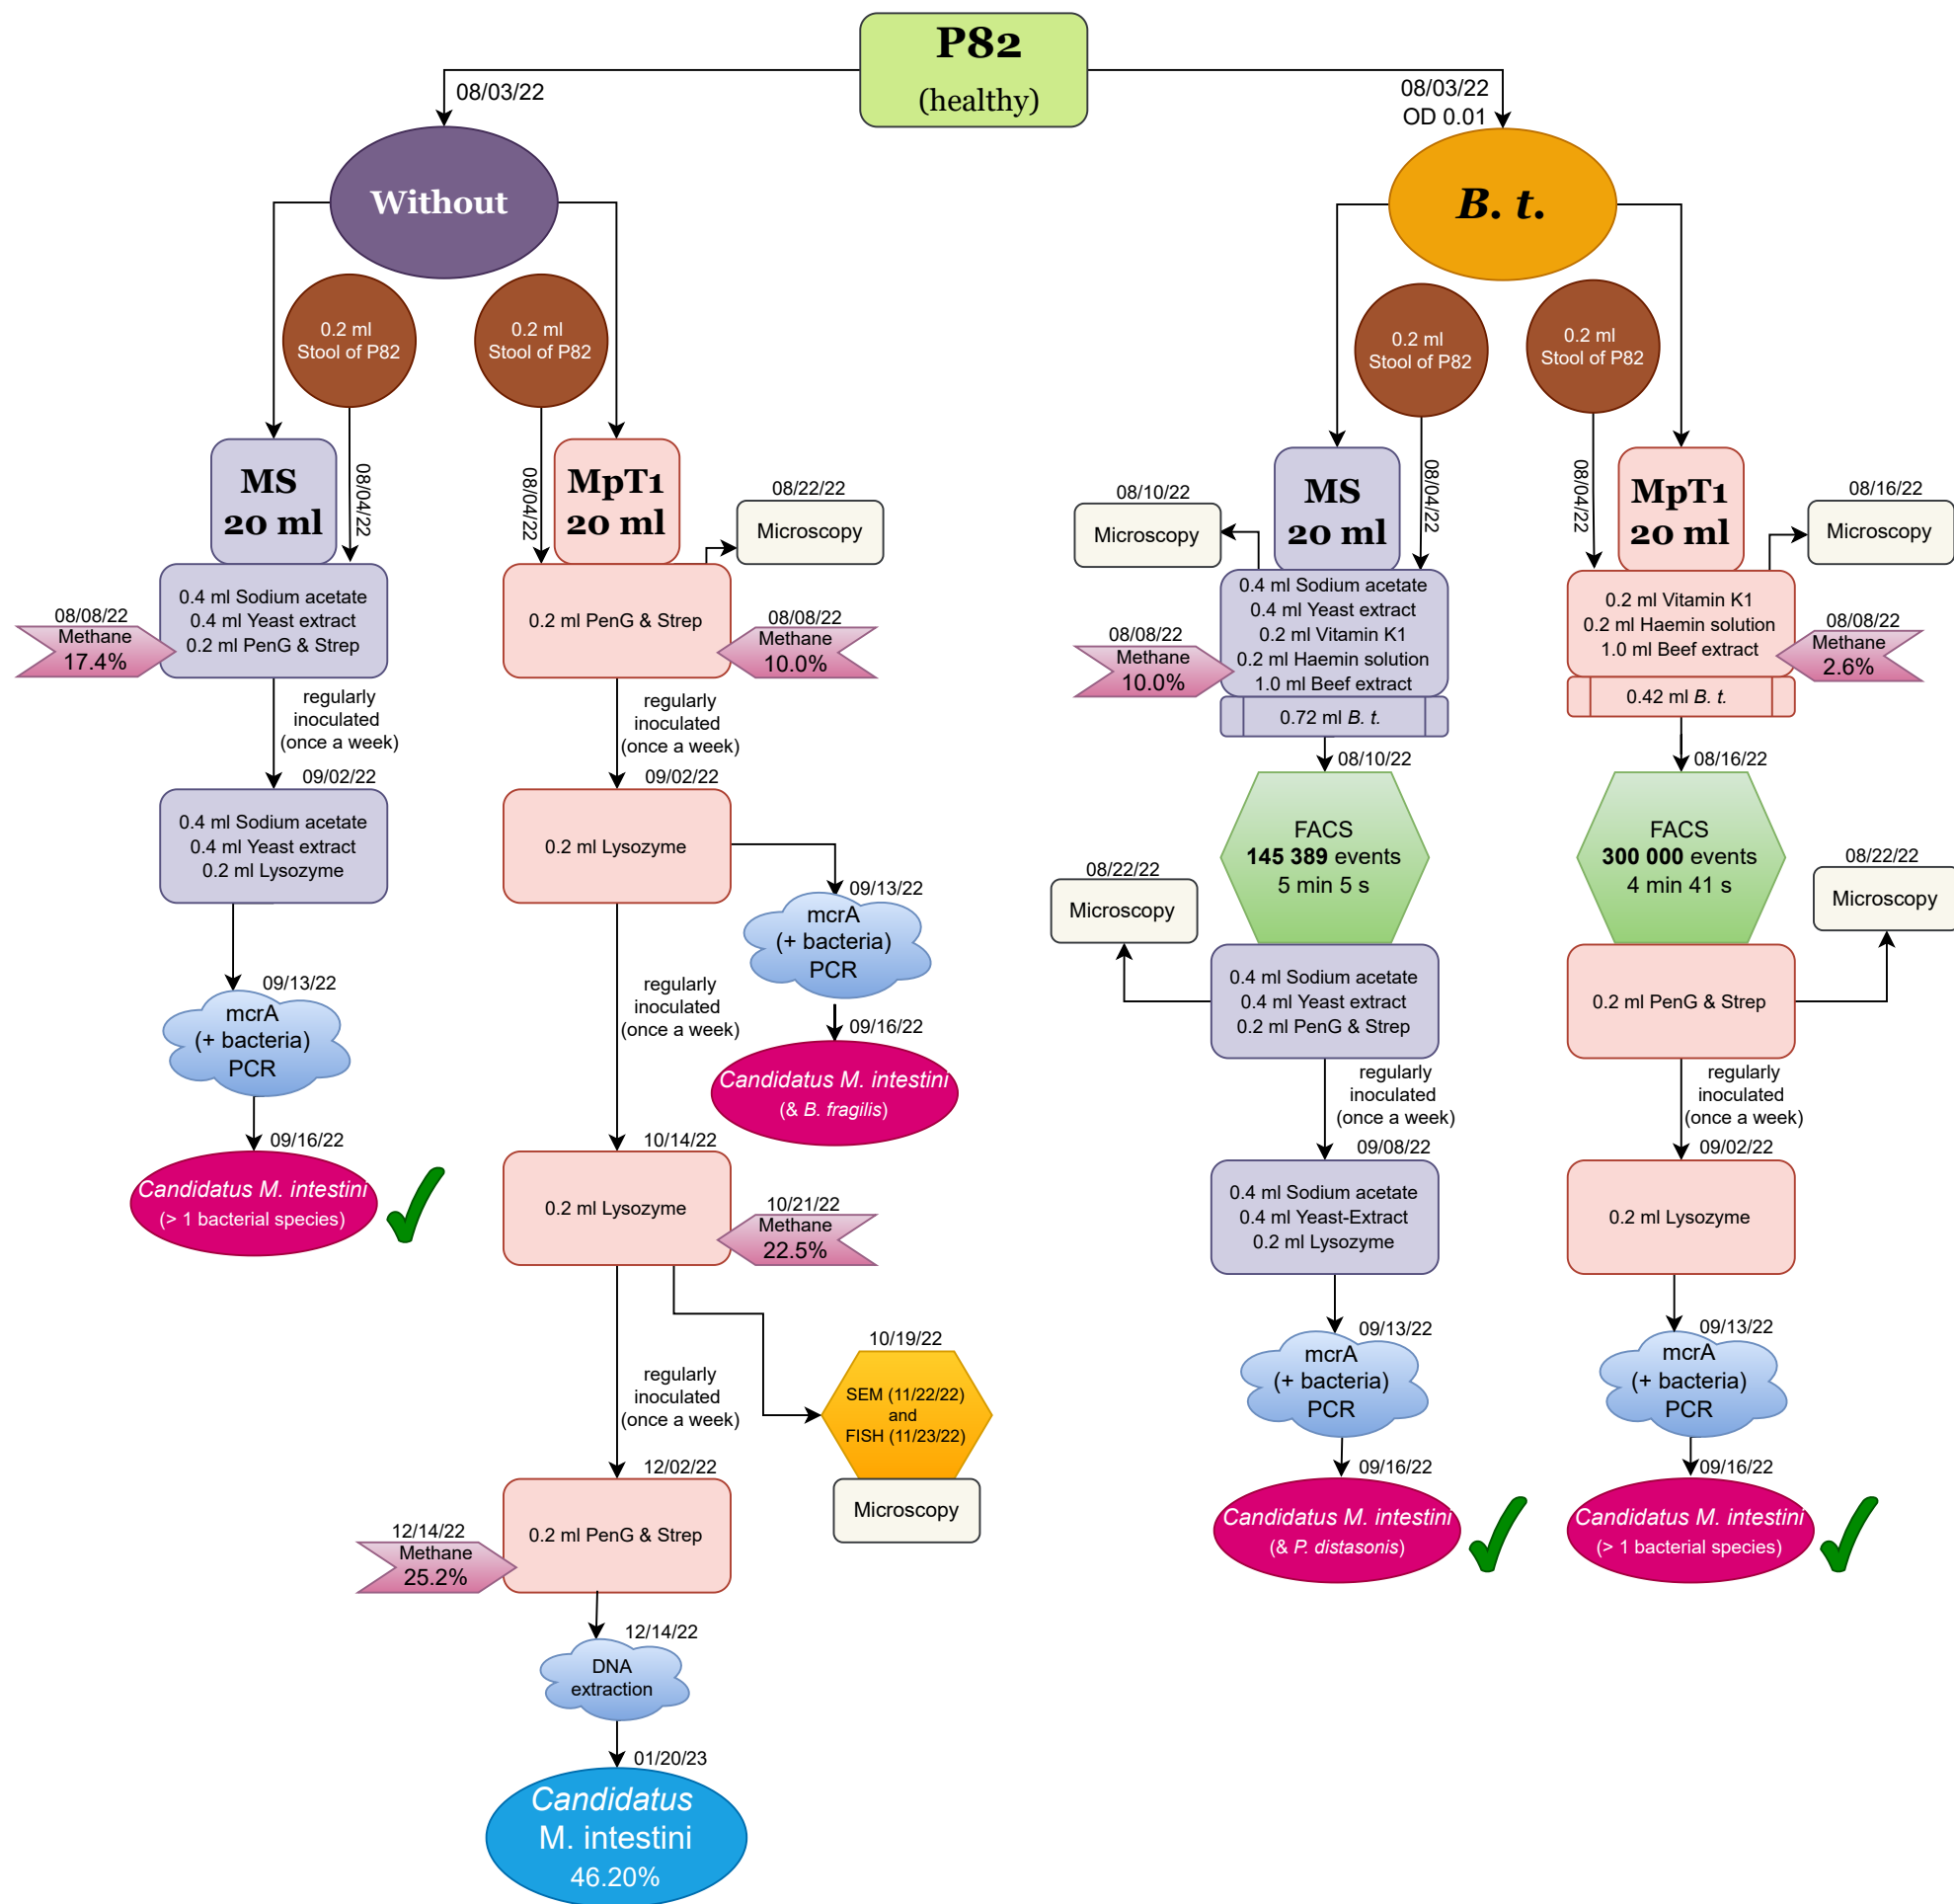 P82
(healthy)
08/03/22
08/03/22
OD 0.01
Without
B. t.
0.2 ml
Stool of P82
0.2 ml
Stool of P82
0.2 ml
Stool of P82
0.2 ml
Stool of P82
MS
20 ml
08/04/22
08/04/22
MpT1
20 ml
08/22/22
Microscopy
0.4 ml Sodium acetate
0.4 ml Yeast extract
0.2 ml PenG & Strep
08/08/22
Methane
17.4%
0.2 ml PenG & Strep
08/08/22
Methane
10.0%
regularly
inoculated
(once a week)
regularly
inoculated
(once a week)
09/02/22
0.4 ml Sodium acetate
0.4 ml Yeast extract
0.2 ml Lysozyme
09/02/22
0.2 ml Lysozyme
09/13/22
mcrA
(+ bacteria)
PCR
09/13/22
mcrA
(+ bacteria)
PCR
regularly
inoculated
(once a week)
09/16/22
Candidatus M. intestini
(& B. fragilis)
09/16/22
Candidatus M. intestini
(> 1 bacterial species)
10/14/22
0.2 ml Lysozyme
10/21/22
Methane
22.5%
10/19/22
SEM (11/22/22)
and
FISH (11/23/22)
Microscopy
regularly
inoculated
(once a week)
12/02/22
0.2 ml PenG & Strep
12/14/22
Methane
25.2%
12/14/22
DNA
extraction
01/20/23
Candidatus
M. intestini
46.20%
08/10/22
Microscopy
MS
20 ml
08/04/22
08/04/22
MpT1
20 ml
08/16/22
Microscopy
0.4 ml Sodium acetate
0.4 ml Yeast extract
0.2 ml Vitamin K1
0.2 ml Haemin solution
1.0 ml Beef extract
0.72 ml B. t.
08/08/22
Methane
10.0%
0.2 ml Vitamin K1
0.2 ml Haemin solution
1.0 ml Beef extract
0.42 ml B. t.
08/08/22
Methane
2.6%
08/10/22
FACS
145 389 events
5 min 5 s
08/16/22
FACS
300 000 events
4 min 41 s
08/22/22
Microscopy
08/22/22
Microscopy
0.4 ml Sodium acetate
0.4 ml Yeast extract
0.2 ml PenG & Strep
0.2 ml PenG & Strep
regularly
inoculated
(once a week)
regularly
inoculated
(once a week)
09/08/22
0.4 ml Sodium acetate
0.4 ml Yeast-Extract
0.2 ml Lysozyme
09/02/22
0.2 ml Lysozyme
09/13/22
mcrA
(+ bacteria)
PCR
09/13/22
mcrA
(+ bacteria)
PCR
09/16/22
Candidatus M. intestini
(& P. distasonis)
09/16/22
Candidatus M. intestini
(> 1 bacterial species)